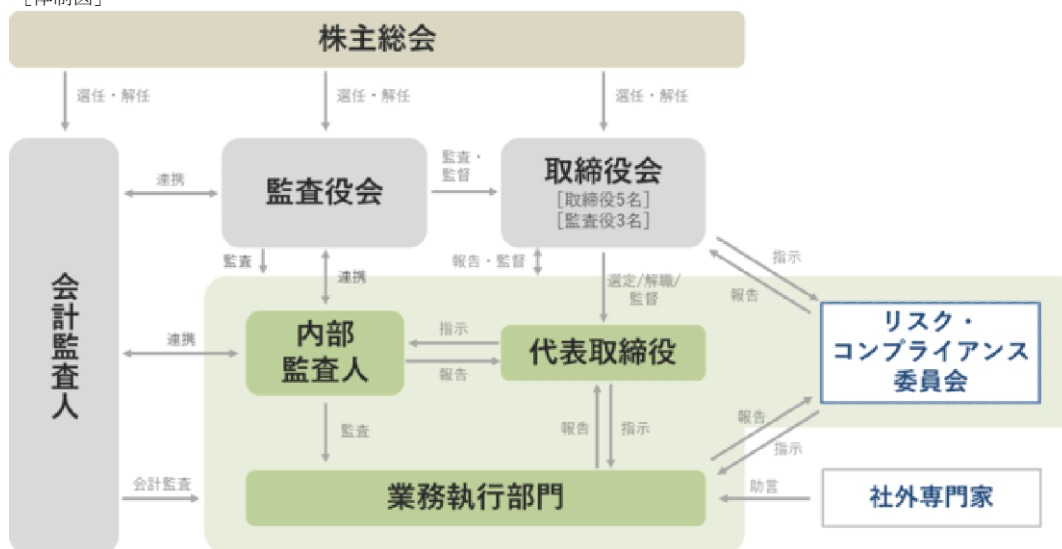 [体制図]
株主総会
選任・解任
選任・解任
選任・解任
会計監査人
連携
監査役会
監査・
監督
取締役会
[取締役5名]
[監査役3名]
監査
連携
報告・監督
選定/解職/
監督
指示
報告
連携
内部
監査人
指示
報告
代表取締役
リスク・
コンプライアンス
委員会
監査
報告
指示
報告
指示
会計監査
業務執行部門
助言
社外専門家